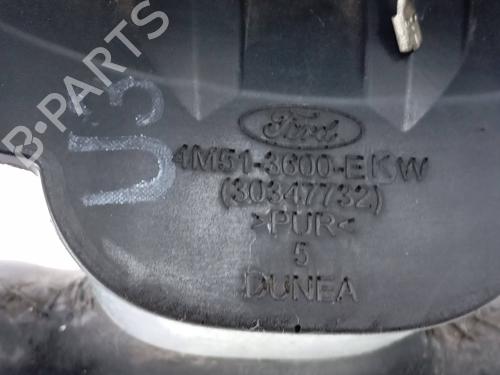 B-PARTS
U3
Ford
4M51-3600-EKW
(30347732)
>PUR<
5
DUNEA